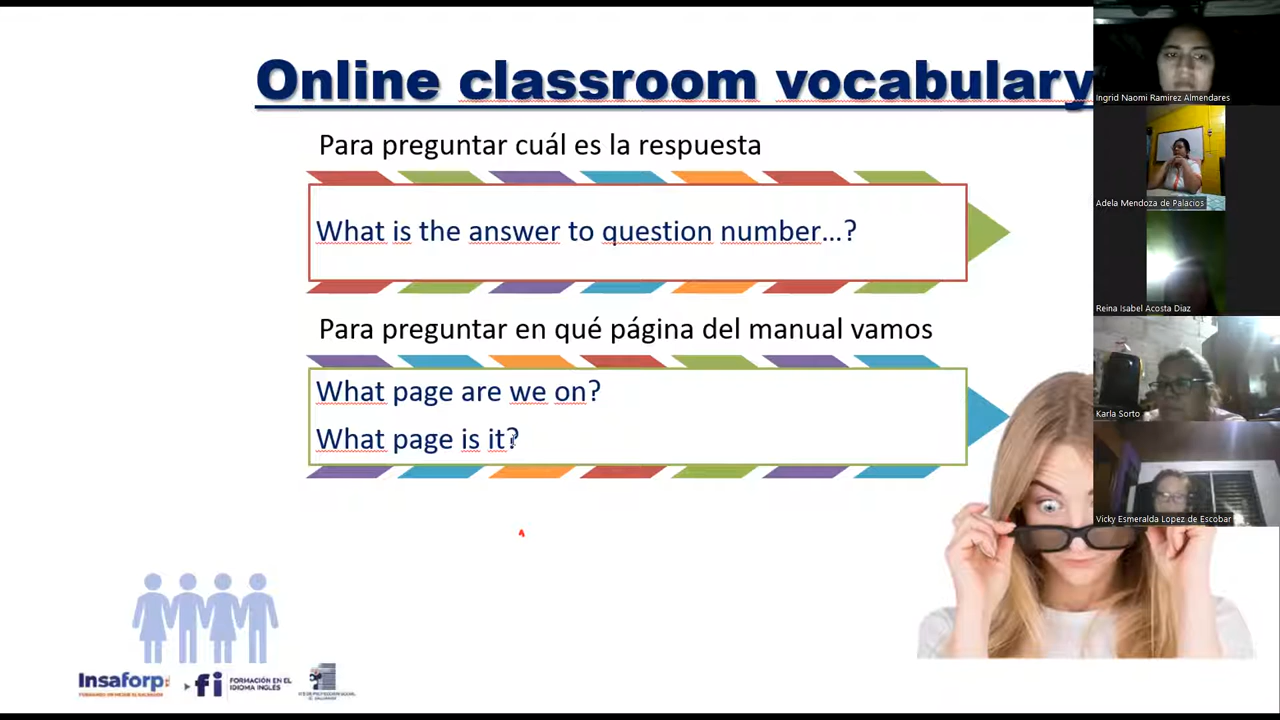 Online classroom vocabulary
Para preguntar cuál es la respuesta
What is the answer to question number...?
Para preguntar en qué página del manual vamos
What page are we on?
What page is it?
Ingrid Naomi Ramirez Almendares
Adela Mendoza de Palacios
Reina Isabel Acosta Diaz
Karla Sorto
Vicky Esmeralda Lopez de Escobar
Insaforp
fi FORMACIÓN EN EL
IDIOMA INGLÉS